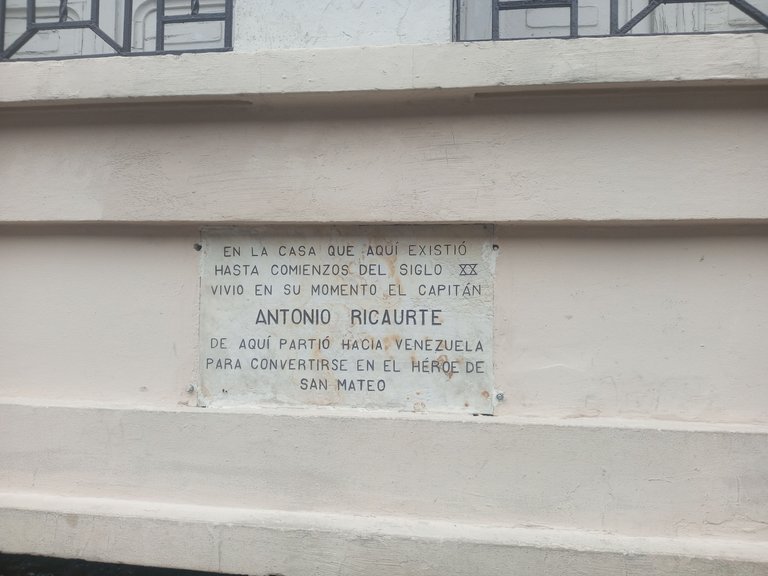 EN LA CASA QUE AQUÍ EXISTIÓ
HASTA COMIENZOS DEL SIGLO XX
VIVIO EN SU MOMENTO EL CAPITÁN
ANTONIO RICAURTE
DE AQUÍ PARTIÓ HACIA VENEZUELA
PARA CONVERTIRSE EN EL HÉROE DE
SAN MATEO